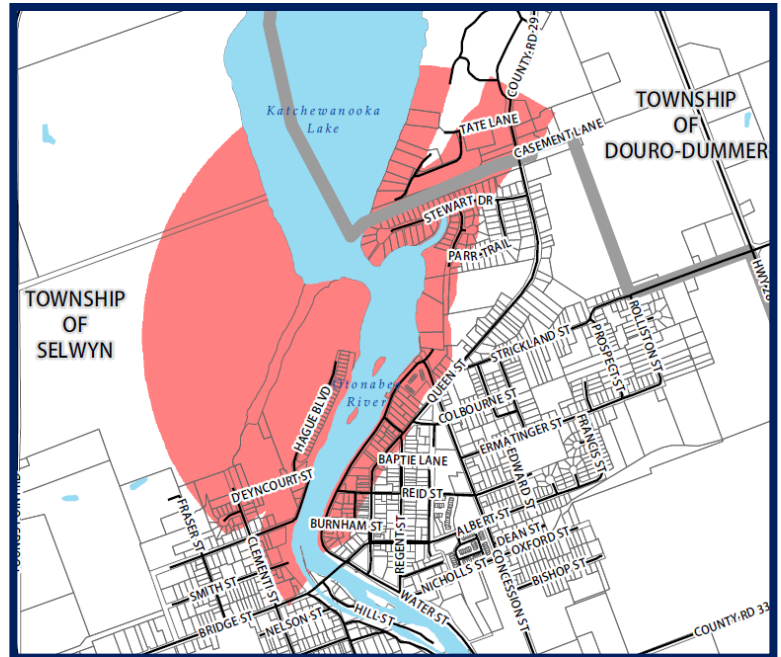 COUNTY RD 29
Katchewanooka
Lake
TOWNSHIP
OF
DOURO-DUMMER
TATE LANE
CASEMENT LANE
STEWART DR
PARR TRAIL
HWY 28
TOWNSHIP
OF
SELWYN
ROLLISTON ST
PROSPECT ST
STRICKLAND ST
QUEEN ST
Otonabee
River
HAGUE BLVD
COLBOURNE ST
ERMATINGER ST
FRANCIS ST
BAPTIE LANE
EDWARD ST
D'EYNCOURT ST
REID ST
FRASER ST
BURNHAM ST
REGENT ST
ALBERT ST
DEAN ST
OXFORD ST
CLEMENTI ST
SMITH ST
NICHOLLS ST
CONCESSION ST
BISHOP ST
WATER ST
BRIDGE ST
NELSON ST
HILL ST
COUNTY RD 33